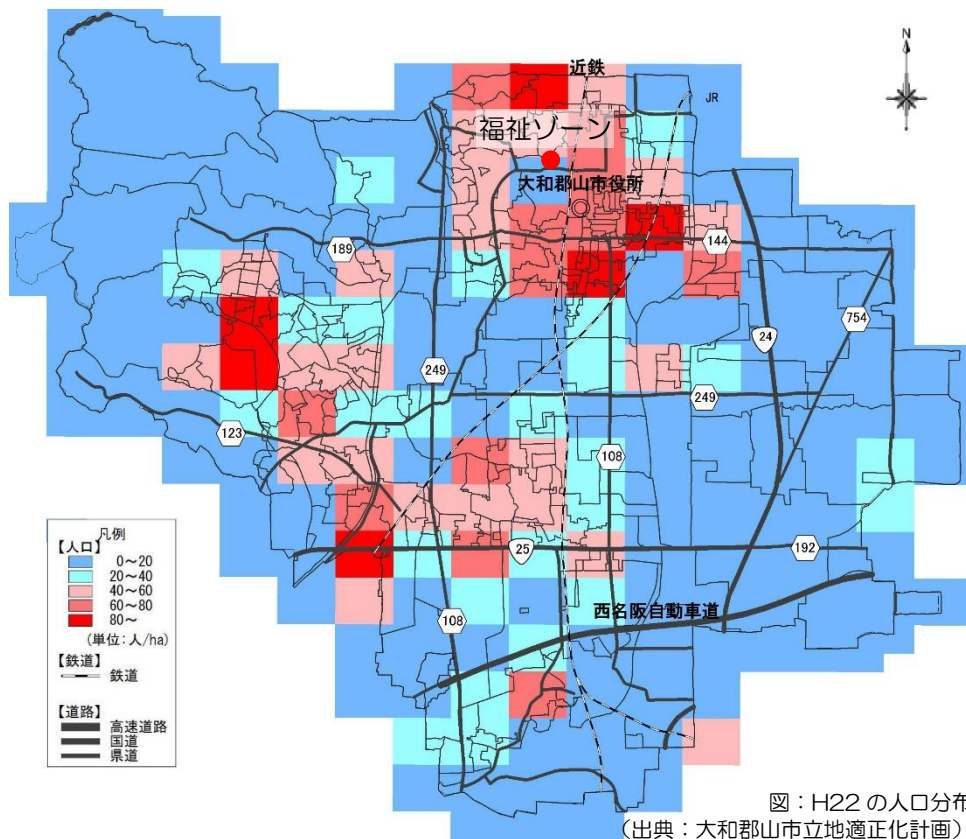 N
近鉄
JR
福祉ゾーン
大和郡山市役所
189
144
754
24
249
249
123
108
25
192
西名阪自動車道
108
凡例
【人口】
0~20
20~40
40~60
60~80
80~
(単位:人/ha)
【鉄道】
鉄道
【道路】
高速道路
国道
県道
図:H22の人口分布
(出典:大和郡山市立地適正化計画)